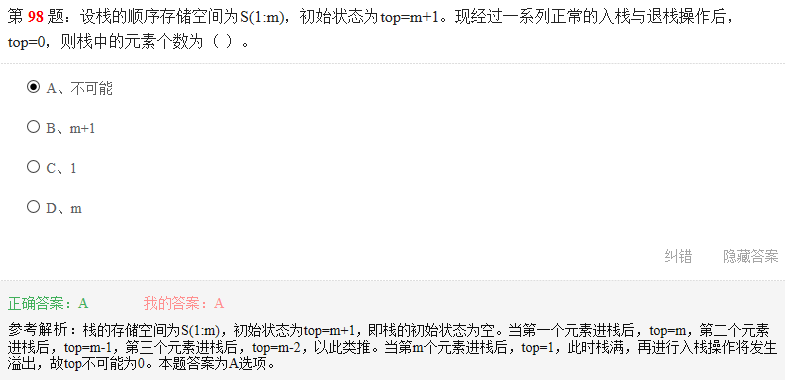 第 98 题：设栈的顺序存储空间为S(1:m)，初始状态为top=m+1。现经过一系列正常的入栈与退栈操作后，
top=0，则栈中的元素个数为（ ）。
A、不可能
B、m+1
C、1
D、m
纠错 隐藏答案
正确答案：A 我的答案：A
参考解析：栈的存储空间为S(1:m)，初始状态为top=m+1，即栈的初始状态为空。当第一个元素进栈后，top=m，第二个元素
进栈后，top=m-1，第三个元素进栈后，top=m-2，以此类推。当第m个元素进栈后，top=1，此时栈满，再进行入栈操作将发生
溢出，故top不可能为0。本题答案为A选项。